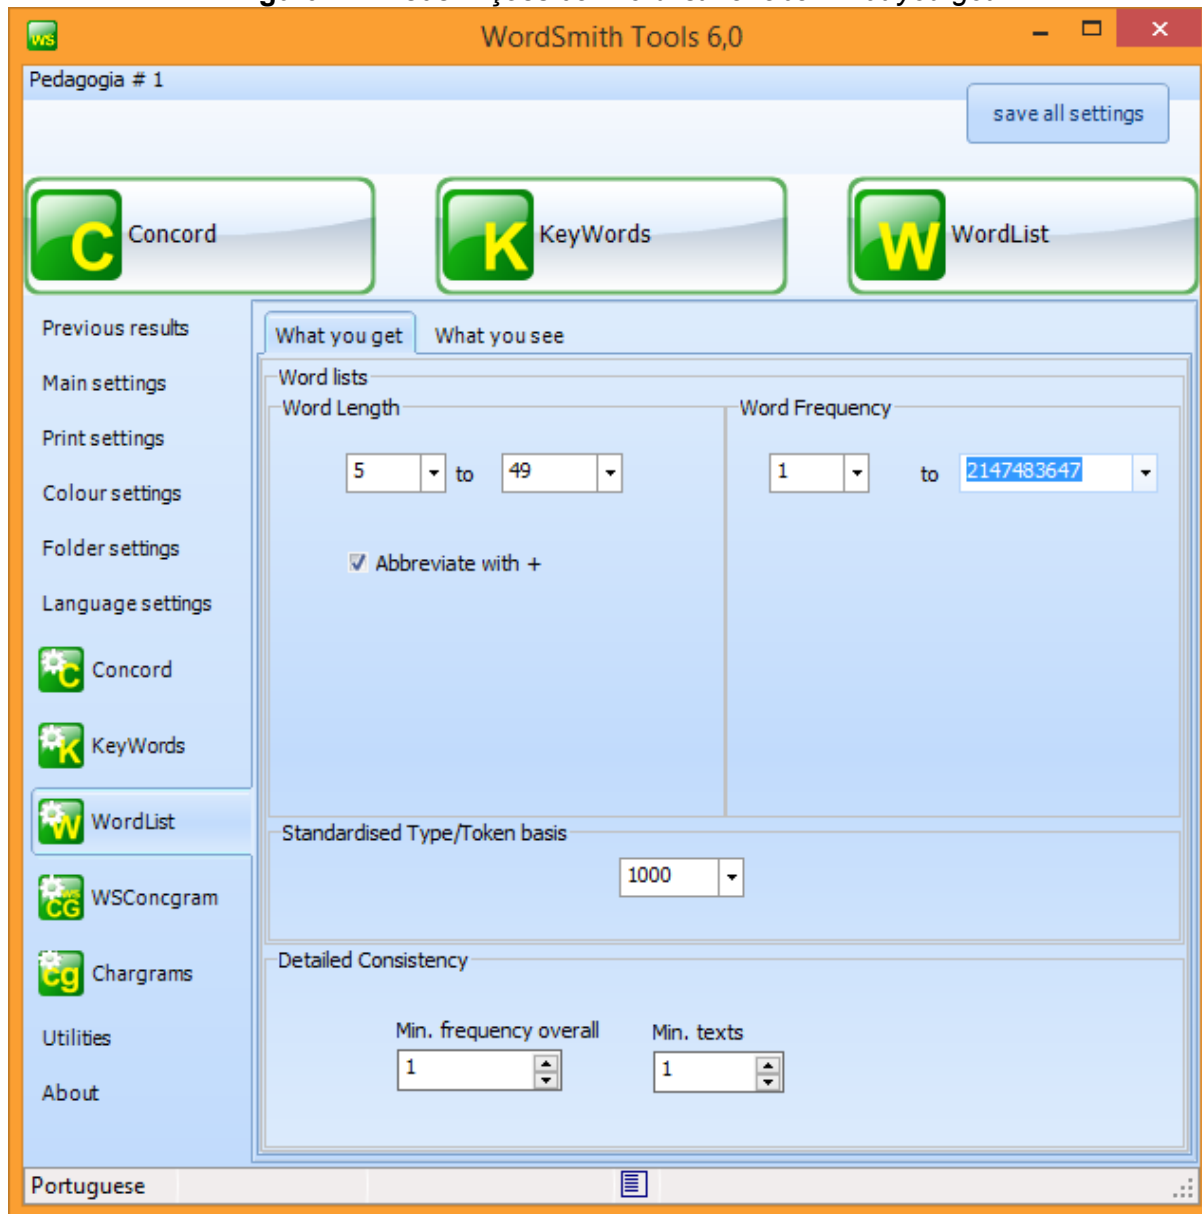 WS WordSmith Tools 6,0
Pedagogia # 1
save all settings
C Concord
K KeyWords
W WordList
Previous results
Main settings
Print settings
Colour settings
Folder settings
Language settings
C Concord
K KeyWords
W WordList
WS CG WSConcgram
cg Chargrams
Utilities
About
What you get What you see
Word lists
Word Length
5 to 49
Abbreviate with +
Word Frequency
1 to 2147483647
Standardised Type/Token basis
1000
Detailed Consistency
Min. frequency overall Min. texts
1 1
Portuguese